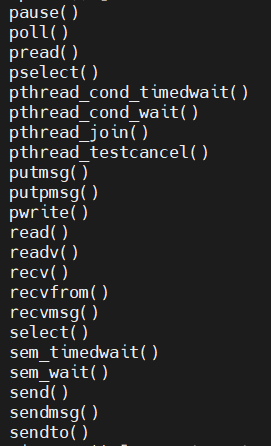 pause()
poll()
pread()
pselect()
pthread_cond_timedwait()
pthread_cond_wait()
pthread_join()
pthread_testcancel()
putmsg()
putpmsg()
pwrite()
read()
readv()
recv()
recvfrom()
recvmsg()
select()
sem_timedwait()
sem_wait()
send()
sendmsg()
sendto()